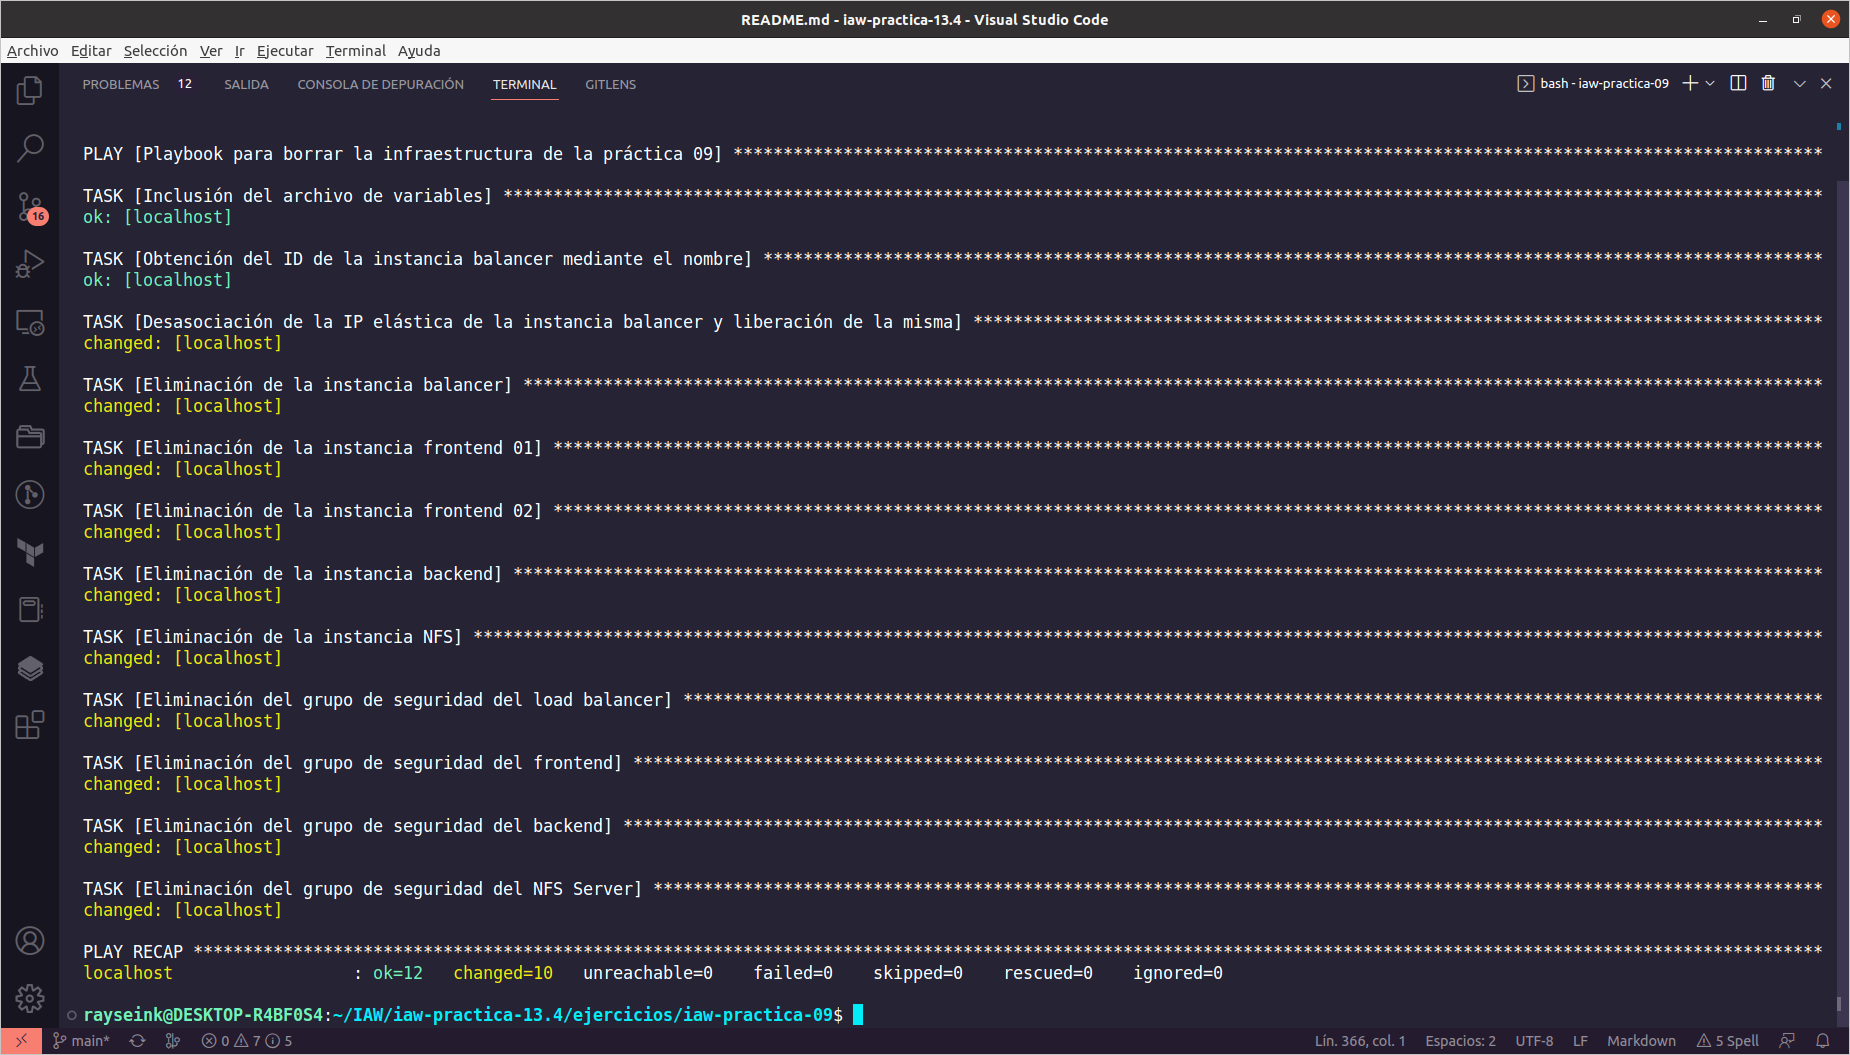 README.md - iaw-practica-13.4 - Visual Studio Code
Archivo Editar Selección Ver Ir Ejecutar Terminal Ayuda
PROBLEMAS 12 SALIDA CONSOLA DE DEPURACIÓN TERMINAL GITLENS bash - iaw-practica-09
PLAY [Playbook para borrar la infraestructura de la práctica 09] *************************************************************************************************************
TASK [Inclusión del archivo de variables] ************************************************************************************************************************************
ok: [localhost]
TASK [Obtención del ID de la instancia balancer mediante el nombre] **********************************************************************************************************
ok: [localhost]
TASK [Desasociación de la IP elástica de la instancia balancer y liberación de la misma] *************************************************************************************
changed: [localhost]
TASK [Eliminación de la instancia balancer] **********************************************************************************************************************************
changed: [localhost]
TASK [Eliminación de la instancia frontend 01] *******************************************************************************************************************************
changed: [localhost]
TASK [Eliminación de la instancia frontend 02] *******************************************************************************************************************************
changed: [localhost]
TASK [Eliminación de la instancia backend] ***********************************************************************************************************************************
changed: [localhost]
TASK [Eliminación de la instancia NFS] ***************************************************************************************************************************************
changed: [localhost]
TASK [Eliminación del grupo de seguridad del load balancer] ******************************************************************************************************************
changed: [localhost]
TASK [Eliminación del grupo de seguridad del frontend] ***********************************************************************************************************************
changed: [localhost]
TASK [Eliminación del grupo de seguridad del backend] ************************************************************************************************************************
changed: [localhost]
TASK [Eliminación del grupo de seguridad del NFS Server] *********************************************************************************************************************
changed: [localhost]
PLAY RECAP *******************************************************************************************************************************************************************
localhost : ok=12 changed=10 unreachable=0 failed=0 skipped=0 rescued=0 ignored=0
rayseink@DESKTOP-R4BF0S4:~/IAW/iaw-practica-13.4/ejercicios/iaw-practica-09$
16
main* 0 7 5 Lín. 366, col. 1 Espacios: 2 UTF-8 LF Markdown 5 Spell